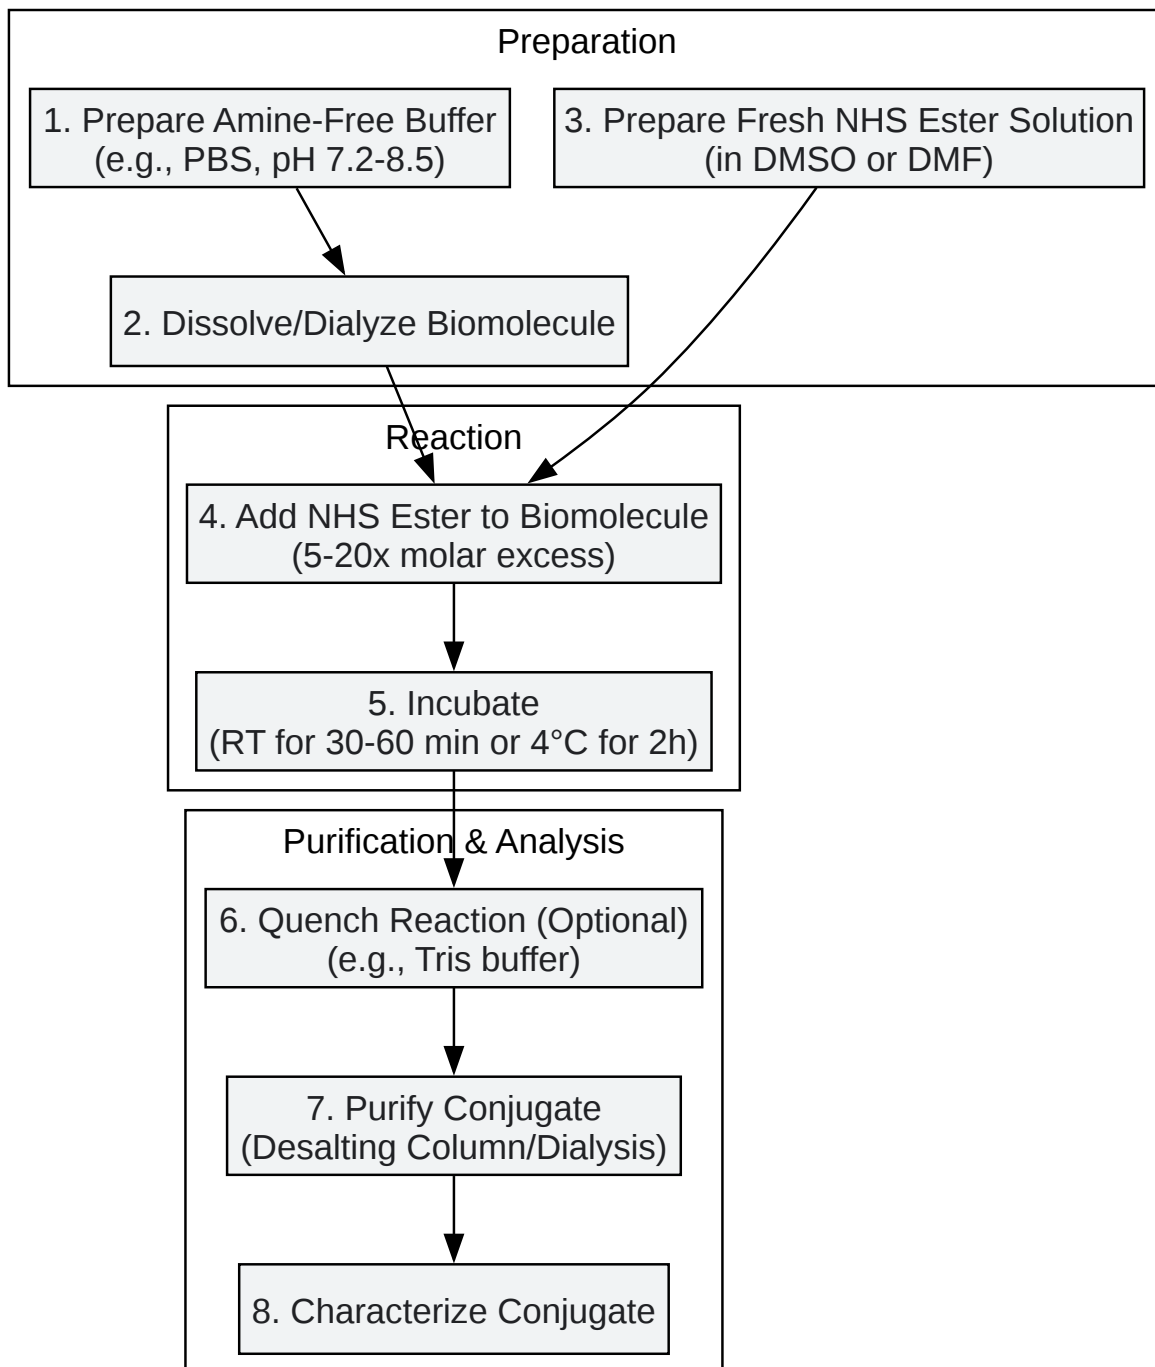 Preparation
1. Prepare Amine-Free Buffer
(e.g., PBS, pH 7.2-8.5)
3. Prepare Fresh NHS Ester Solution
(in DMSO or DMF)
2. Dissolve/Dialyze Biomolecule
Reaction
4. Add NHS Ester to Biomolecule
(5-20x molar excess)
5. Incubate
(RT for 30-60 min or 4°C for 2h)
Purification & Analysis
6. Quench Reaction (Optional)
(e.g., Tris buffer)
7. Purify Conjugate
(Desalting Column/Dialysis)
8. Characterize Conjugate